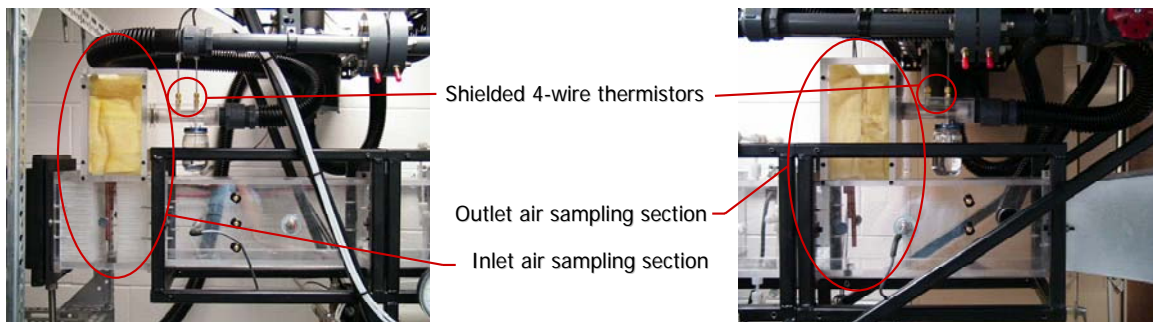 Shielded 4-wire thermistors
Outlet air sampling section
Inlet air sampling section